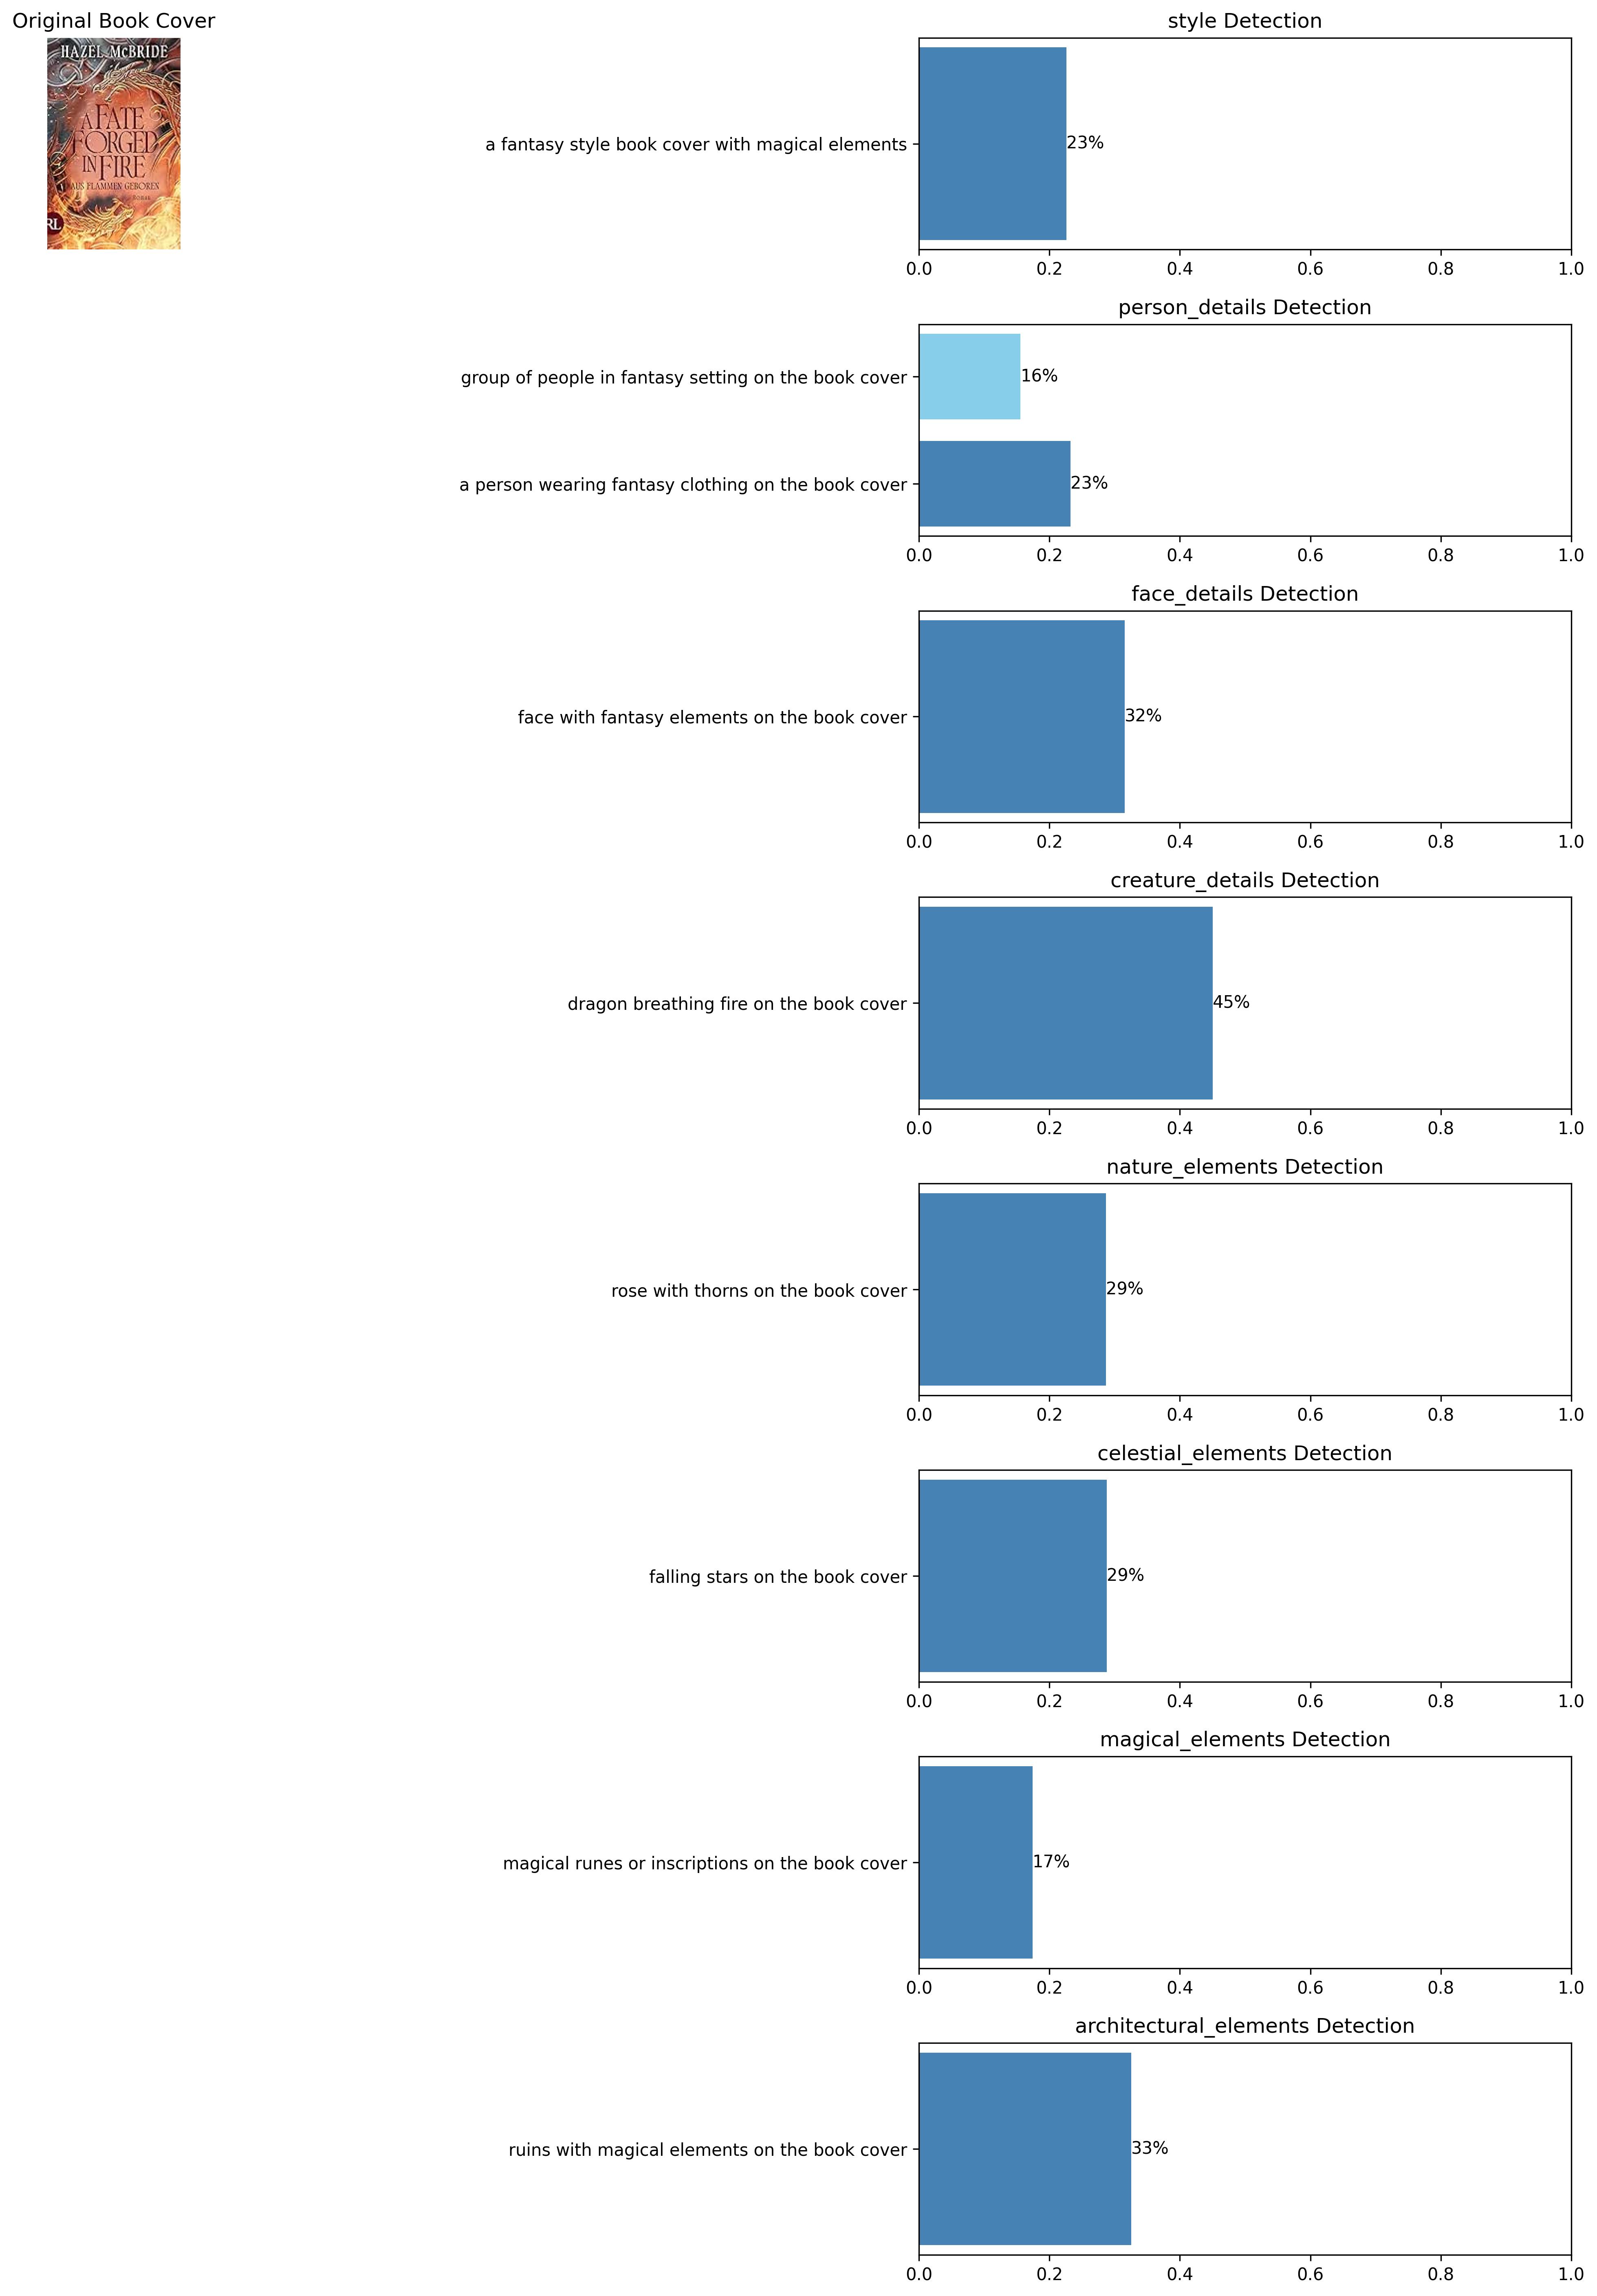 Original Book Cover
HAZEL McBRIDE
A FATE
FORGED
IN FIRE
AUS FLAMMEN GEBOREN
ROMAN
RL
style Detection
a fantasy style book cover with magical elements
23%
0.0 0.2 0.4 0.6 0.8 1.0
person_details Detection
group of people in fantasy setting on the book cover
16%
a person wearing fantasy clothing on the book cover
23%
0.0 0.2 0.4 0.6 0.8 1.0
face_details Detection
face with fantasy elements on the book cover
32%
0.0 0.2 0.4 0.6 0.8 1.0
creature_details Detection
dragon breathing fire on the book cover
45%
0.0 0.2 0.4 0.6 0.8 1.0
nature_elements Detection
rose with thorns on the book cover
29%
0.0 0.2 0.4 0.6 0.8 1.0
celestial_elements Detection
falling stars on the book cover
29%
0.0 0.2 0.4 0.6 0.8 1.0
magical_elements Detection
magical runes or inscriptions on the book cover
17%
0.0 0.2 0.4 0.6 0.8 1.0
architectural_elements Detection
ruins with magical elements on the book cover
33%
0.0 0.2 0.4 0.6 0.8 1.0